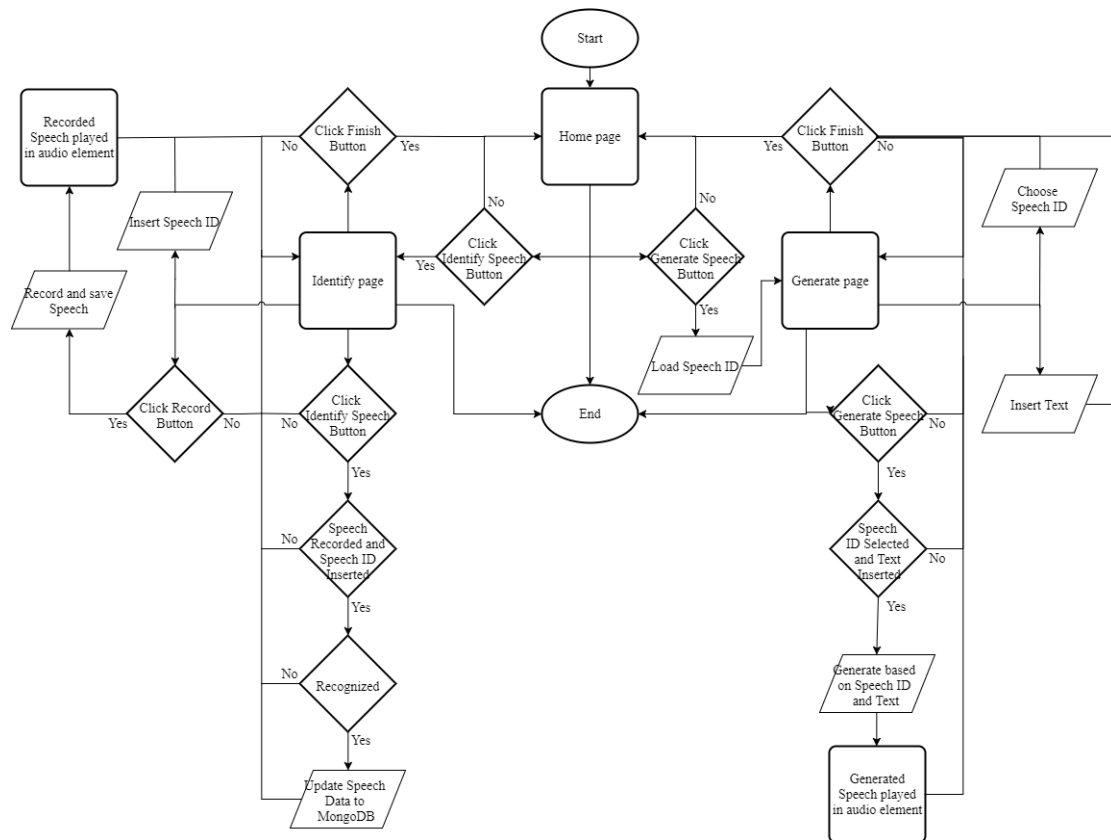 Start
Recorded
Speech played
in audio element
Click Finish
Button
No
Yes
Home page
Click Finish
Button
Yes
No
Insert Speech ID
No
No
Choose
Speech ID
Identify page
Click
Identify Speech
Button
Yes
Click
Generate Speech
Button
Yes
Generate page
Record and save
Speech
Load Speech ID
Click Record
Button
Yes
No
Click
Identify Speech
Button
No
Yes
End
Click
Generate Speech
Button
No
Yes
Insert Text
Speech
Recorded and
Speech ID
Inserted
No
Yes
Speech
ID Selected
and Text
Inserted
No
Yes
Recognized
No
Yes
Generate based
on Speech ID
and Text
Update Speech
Data to
MongoDB
Generated
Speech played
in audio element